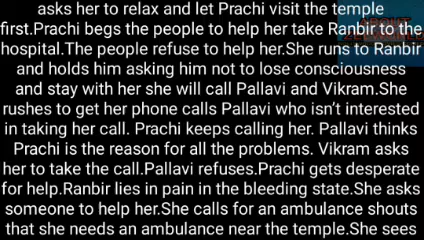 asks her to relax and let Prachi visit the temple
first.Prachi begs the people to help her take Ranbir to the
hospital.The people refuse to help her.She runs to Ranbir
and holds him asking him not to lose consciousness
and stay with her she will call Pallavi and Vikram.She
rushes to get her phone calls Pallavi who isn't interested
in taking her call. Prachi keeps calling her. Pallavi thinks
Prachi is the reason for all the problems. Vikram asks
her to take the call.Pallavi refuses.Prachi gets desperate
for help.Ranbir lies in pain in the bleeding state.She asks
someone to help her.She calls for an ambulance shouts
that she needs an ambulance near the temple.She sees